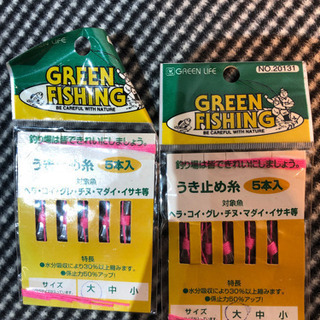 GREEN
FISHING
BE CAREFUL WITH NATURE
釣り場は皆できれいにしましょう。
うき止め糸 5本入
対象魚
ヘラ・コイ・グレ・チヌ・マダイ・イサキ等
特長
●水分吸収により30%以上縮みます。
●保止力50%アップ!
サイズ
大 中 小
GREEN LIFE
NO.20131
GREEN
FISHING
BE CAREFUL WITH NATURE
釣り場は皆できれいにしましょう。
うき止め糸 5本入
対象魚
ヘラ・コイ・グレ・チヌ・マダイ・イサキ等
特長
●水分吸収により30%以上縮みます。
●保止力50%アップ!
サイズ
大 中 小